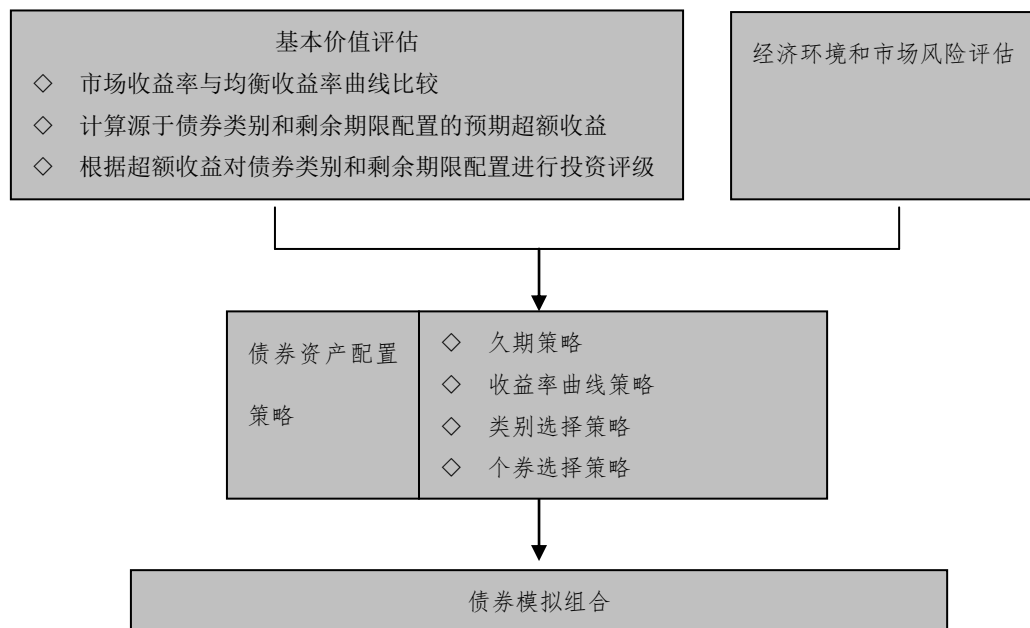 基本价值评估
◇ 市场收益率与均衡收益率曲线比较
◇ 计算源于债券类别和剩余期限配置的预期超额收益
◇ 根据超额收益对债券类别和剩余期限配置进行投资评级
经济环境和市场风险评估
债券资产配置
策略
◇ 久期策略
◇ 收益率曲线策略
◇ 类别选择策略
◇ 个券选择策略
债券模拟组合